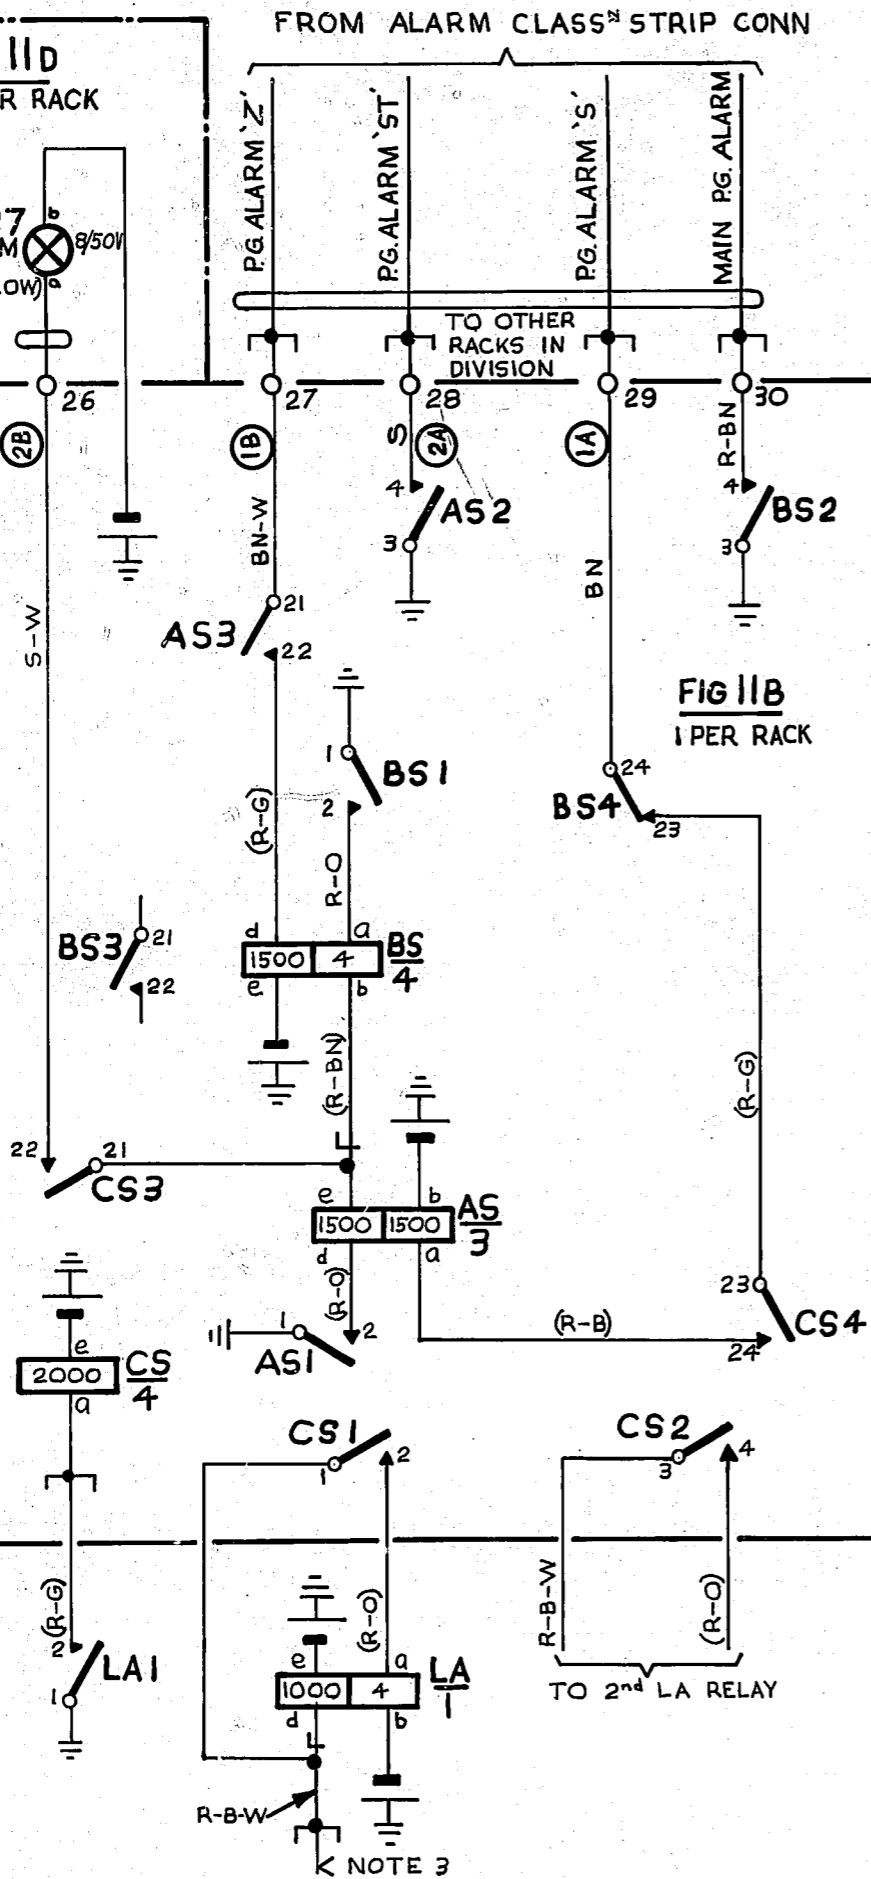 FROM ALARM CLASSᴺ STRIP CONN
11D
R RACK
P.G. ALARM 'Z'
P.G. ALARM 'ST'
P.G. ALARM 'S'
MAIN P.G. ALARM
7
M
8/50V
OW)
a
TO OTHER
RACKS IN
DIVISION
26
27
28
29
30
2B
1B
S
2A
1A
R-BN
4
AS2
3
4
BS2
3
BN-W
BN
S-W
21
AS3
22
FIG 11B
1 PER RACK
1
BS1
2
24
BS4
23
(R-G)
R-O
BS3
21
22
d
a
1500
4
BS
4
e
b
(R-BN)
(R-G)
22
21
CS3
e
b
1500
1500
AS
3
d
a
(R-O)
1
2
AS1
(R-B)
23
CS4
24
e
2000
CS
4
a
CS1
1
2
CS2
3
4
(R-G)
(R-O)
R-B-W
(R-O)
2
LA1
1
e
a
1000
4
LA
1
d
b
TO 2nd LA RELAY
R-B-W
< NOTE 3